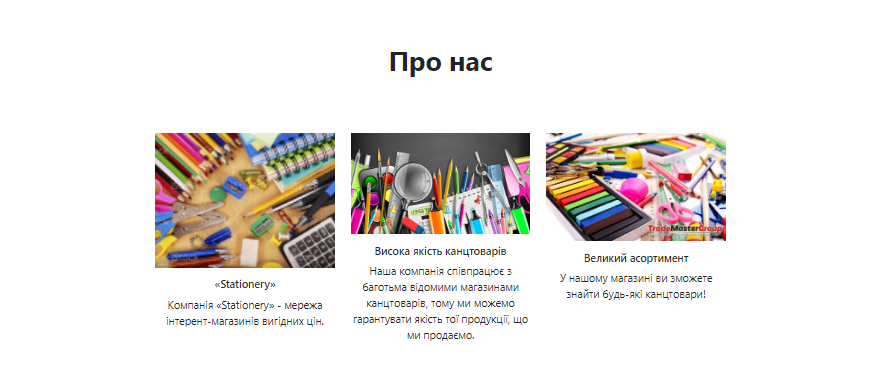 Про нас
TradeMasterGroup
«Stationery»
Компанія «Stationery» - мережа
інтерент-магазинів вигідних цін.
Висока якість канцтоварів
Наша компанія співпрацює з
баготьма відомими магазинами
канцтоварів, тому ми можемо
гарантувати якість тої продукції, що
ми продаємо.
Великий асортимент
У нашому магазині ви зможете
знайти будь-які канцтовари!